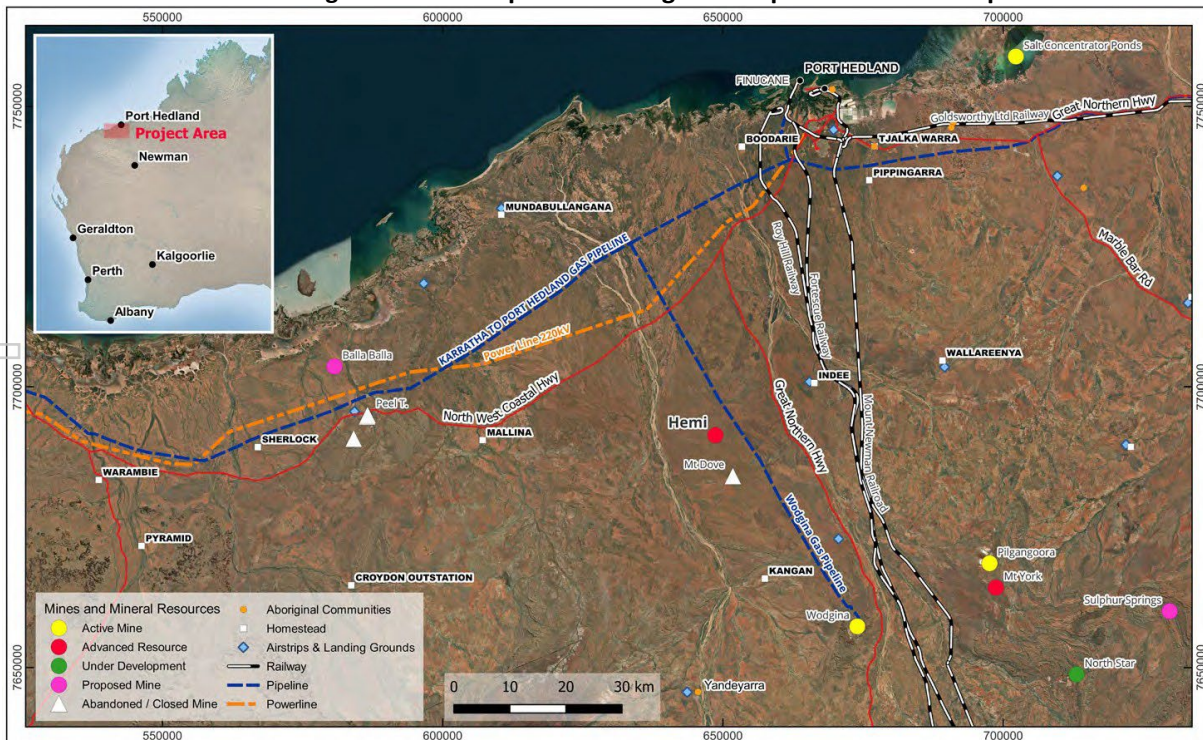 550000
600000
650000
700000
7750000
7700000
7650000
Port Hedland
Project Area
Newman
Geraldton
Kalgoorlie
Perth
Albany
Salt Concentrator Ponds
PORT HEDLAND
FINUCANE
Goldsworthy Ltd Railway
Great Northern Hwy
BOODARIE
TJALKA WARRA
PIPPINGARRA
MUNDABULLANGANA
Marble Bar Rd
KARRATHA TO PORT HEDLAND GAS PIPELINE
Roy Hill Railway
Fortescue Railway
Power Line 220kV
Balla Balla
WALLAREENYA
INDEE
Peel T.
North West Coastal Hwy
Great Northern Hwy
Mount Newman Railroad
Hemi
MALLINA
SHERLOCK
Mt Dove
WARAMBIE
Wodgina Gas Pipeline
PYRAMID
Pilgangoora
CROYDON OUTSTATION
KANGAN
Mt York
Sulphur Springs
Wodgina
North Star
Yandeyarra
Mines and Mineral Resources
Active Mine
Advanced Resource
Under Development
Proposed Mine
Abandoned / Closed Mine
Aboriginal Communities
Homestead
Airstrips & Landing Grounds
Railway
Pipeline
Powerline
0 10 20 30 km
7750000
7700000
7650000
550000
600000
650000
700000